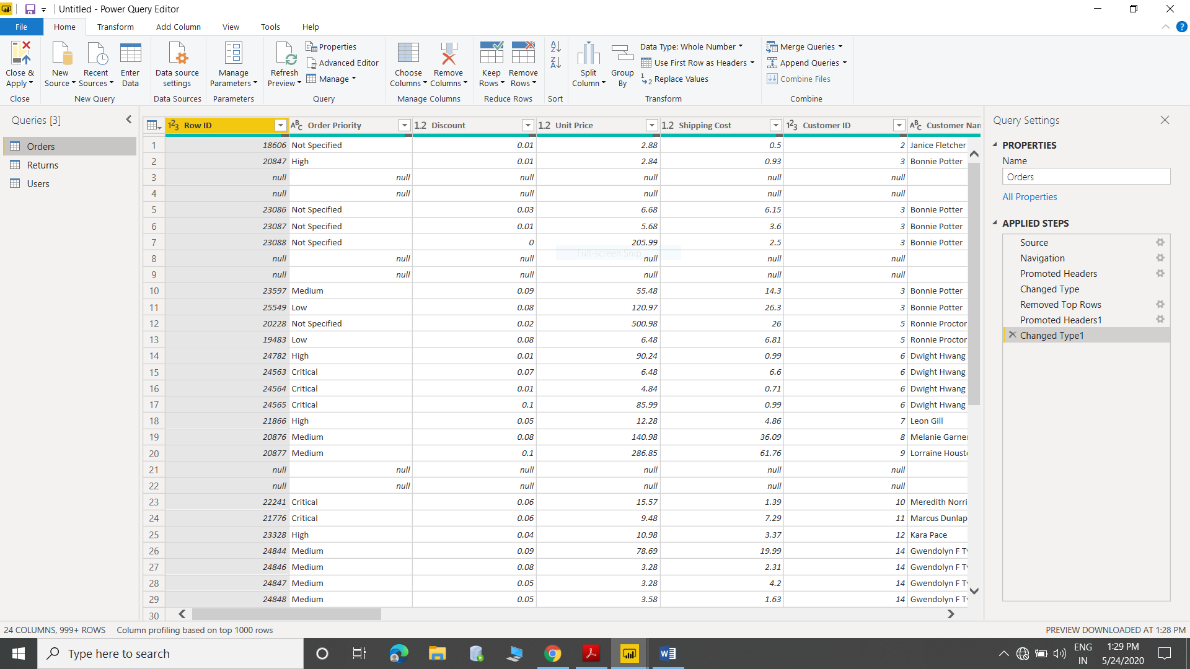 Untitled - Power Query Editor
File Home Transform Add Column View Tools Help
Close & Apply
New Source
Recent Sources
Enter Data
Data source settings
Manage Parameters
Refresh Preview
Properties
Advanced Editor
Manage
Choose Columns
Remove Columns
Keep Rows
Remove Rows
Split Column
Group By
Data Type: Whole Number
Use First Row as Headers
Replace Values
Merge Queries
Append Queries
Combine Files
Close New Query Data Sources Parameters Query Manage Columns Reduce Rows Sort Transform Combine
Queries [3]
Orders
Returns
Users
Row ID Order Priority 1.2 Discount 1.2 Unit Price 1.2 Shipping Cost Customer ID Customer Nam
1 18606 Not Specified 0.01 2.88 0.5 2 Janice Fletcher
2 20847 High 0.01 2.84 0.93 3 Bonnie Potter
3 null null null null null null
4 null null null null null null
5 23086 Not Specified 0.03 6.68 6.15 3 Bonnie Potter
6 23087 Not Specified 0.01 5.68 3.6 3 Bonnie Potter
7 23088 Not Specified 0 205.99 2.5 3 Bonnie Potter
8 null null null null null null
9 null null null null null null
10 23597 Medium 0.09 55.48 14.3 3 Bonnie Potter
11 25549 Low 0.08 120.97 26.3 3 Bonnie Potter
12 20228 Not Specified 0.02 500.98 26 5 Ronnie Proctor
13 19483 Low 0.08 6.48 6.81 5 Ronnie Proctor
14 24782 High 0.01 90.24 0.99 6 Dwight Hwang
15 24563 Critical 0.07 6.48 6.6 6 Dwight Hwang
16 24564 Critical 0.01 4.84 0.71 6 Dwight Hwang
17 24565 Critical 0.1 85.99 0.99 6 Dwight Hwang
18 21866 High 0.05 12.28 4.86 7 Leon Gill
19 20876 Medium 0.08 140.98 36.09 8 Melanie Garne
20 20877 Medium 0.1 286.85 61.76 9 Lorraine Houst
21 null null null null null null
22 null null null null null null
23 22241 Critical 0.06 15.57 1.39 10 Meredith Norri
24 21776 Critical 0.06 9.48 7.29 11 Marcus Dunlap
25 23328 High 0.04 10.98 3.37 12 Kara Pace
26 24844 Medium 0.09 78.69 19.99 14 Gwendolyn F T
27 24846 Medium 0.08 3.28 2.31 14 Gwendolyn F T
28 24847 Medium 0.05 3.28 4.2 14 Gwendolyn F T
29 24848 Medium 0.05 3.58 1.63 14 Gwendolyn F T
30
Query Settings
PROPERTIES
Name
Orders
All Properties
APPLIED STEPS
Source
Navigation
Promoted Headers
Changed Type
Removed Top Rows
Promoted Headers1
Changed Type1
24 COLUMNS, 999+ ROWS Column profiling based on top 1000 rows PREVIEW DOWNLOADED AT 1:28 PM
Type here to search
ENG
IN
1:29 PM
5/24/2020